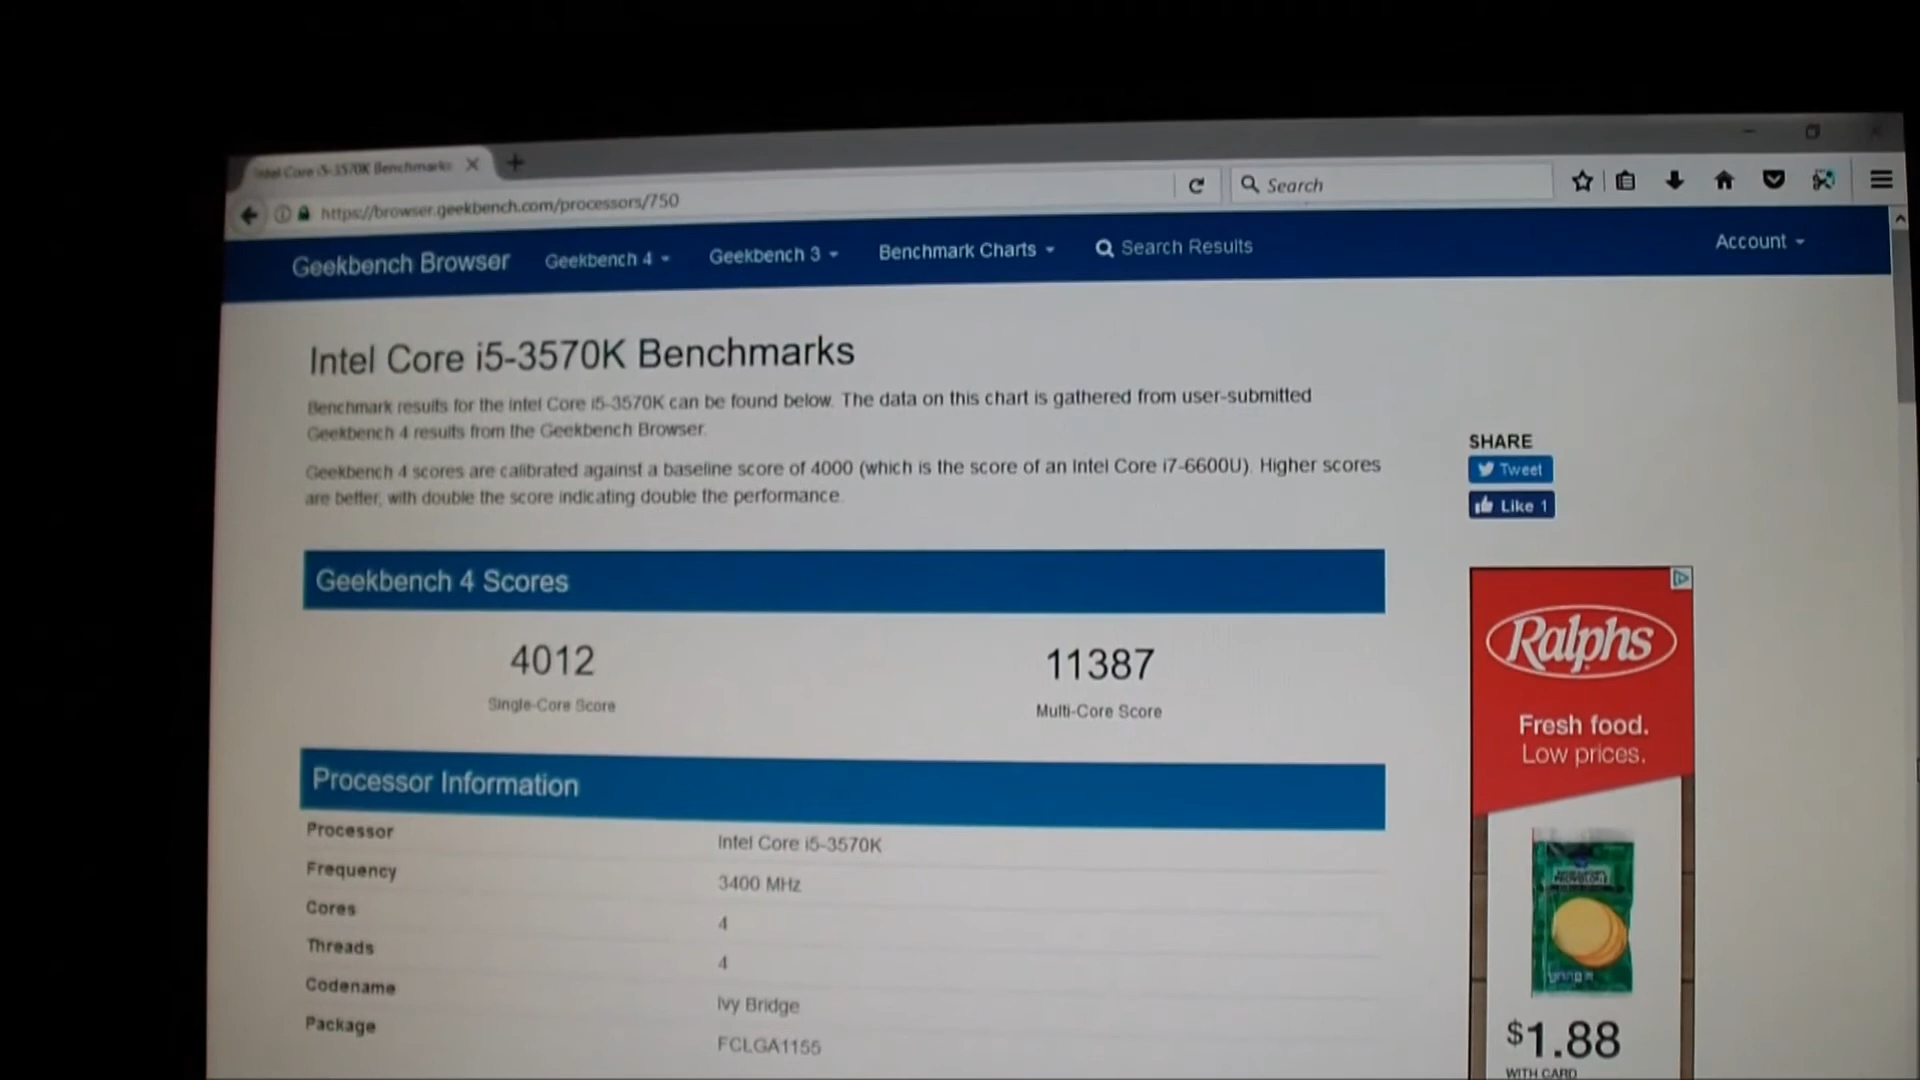 Intel Core i5-3570K Benchmarks
https://browser.geekbench.com/processors/750
Search
Geekbench Browser
Geekbench 4
Geekbench 3
Benchmark Charts
Search Results
Account
Intel Core i5-3570K Benchmarks
Benchmark results for the Intel Core i5-3570K can be found below. The data on this chart is gathered from user-submitted
Geekbench 4 results from the Geekbench Browser.
Geekbench 4 scores are calibrated against a baseline score of 4000 (which is the score of an Intel Core i7-6600U). Higher scores
are better, with double the score indicating double the performance.
SHARE
Tweet
Like 1
Geekbench 4 Scores
4012
Single-Core Score
11387
Multi-Core Score
Processor Information
Processor
Intel Core i5-3570K
Frequency
3400 MHz
Cores
4
Threads
4
Codename
Ivy Bridge
Package
FCLGA1155
Ralphs
Fresh food.
Low prices.
$1.88
WITH CARD